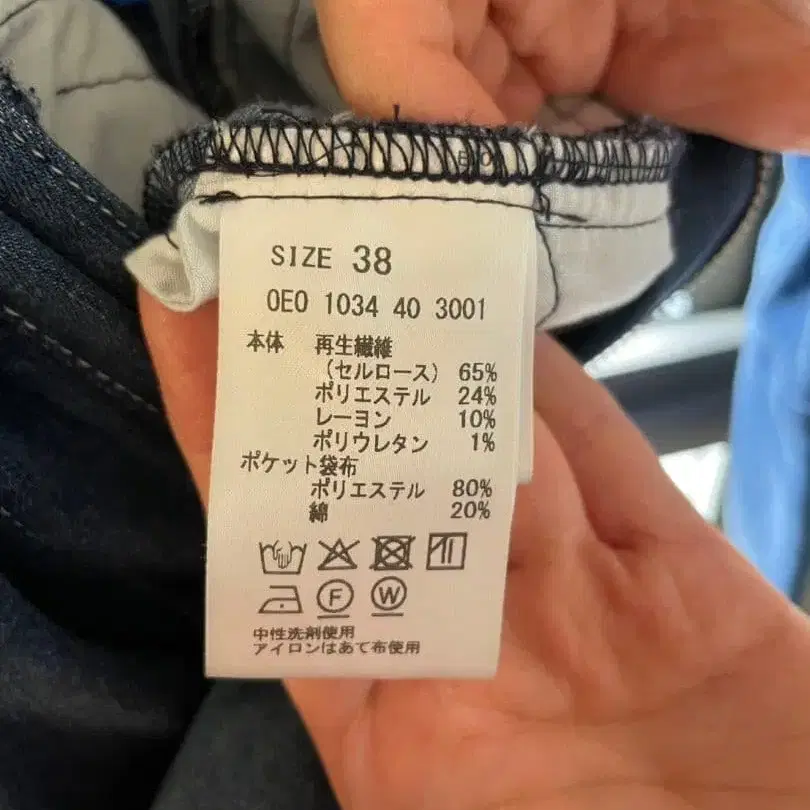 SIZE 38
0E0 1034 40 3001
本体 再生繊維
(セルロース) 65%
ポリエステル 24%
レーヨン 10%
ポリウレタン 1%
ポケット袋布
ポリエステル 80%
綿 20%
F W
中性洗剤使用
アイロンはあて布使用